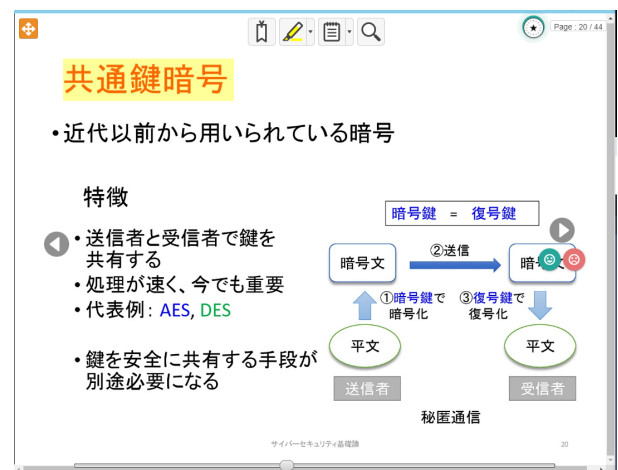 Page : 20 / 44
共通鍵暗号
•近代以前から用いられている暗号
特徴
•送信者と受信者で鍵を
共有する
•処理が速く、今でも重要
•代表例： AES, DES
•鍵を安全に共有する手段が
別途必要になる
暗号鍵 = 復号鍵
②送信
暗号文
暗
①暗号鍵で
暗号化
③復号鍵で
復号化
平文
平文
送信者
受信者
秘匿通信
サイバーセキュリティ基礎論
20